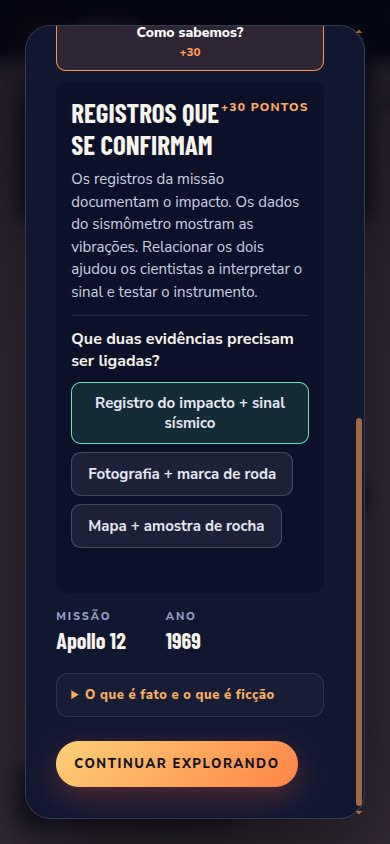 Como sabemos?
+30
REGISTROS QUE +30 PONTOS
SE CONFIRMAM
Os registros da missão
documentam o impacto. Os dados
do sismômetro mostram as
vibrações. Relacionar os dois
ajudou os cientistas a interpretar o
sinal e testar o instrumento.
Que duas evidências precisam
ser ligadas?
Registro do impacto + sinal
sísmico
Fotografia + marca de roda
Mapa + amostra de rocha
MISSÃO ANO
Apollo 12 1969
O que é fato e o que é ficção
CONTINUAR EXPLORANDO